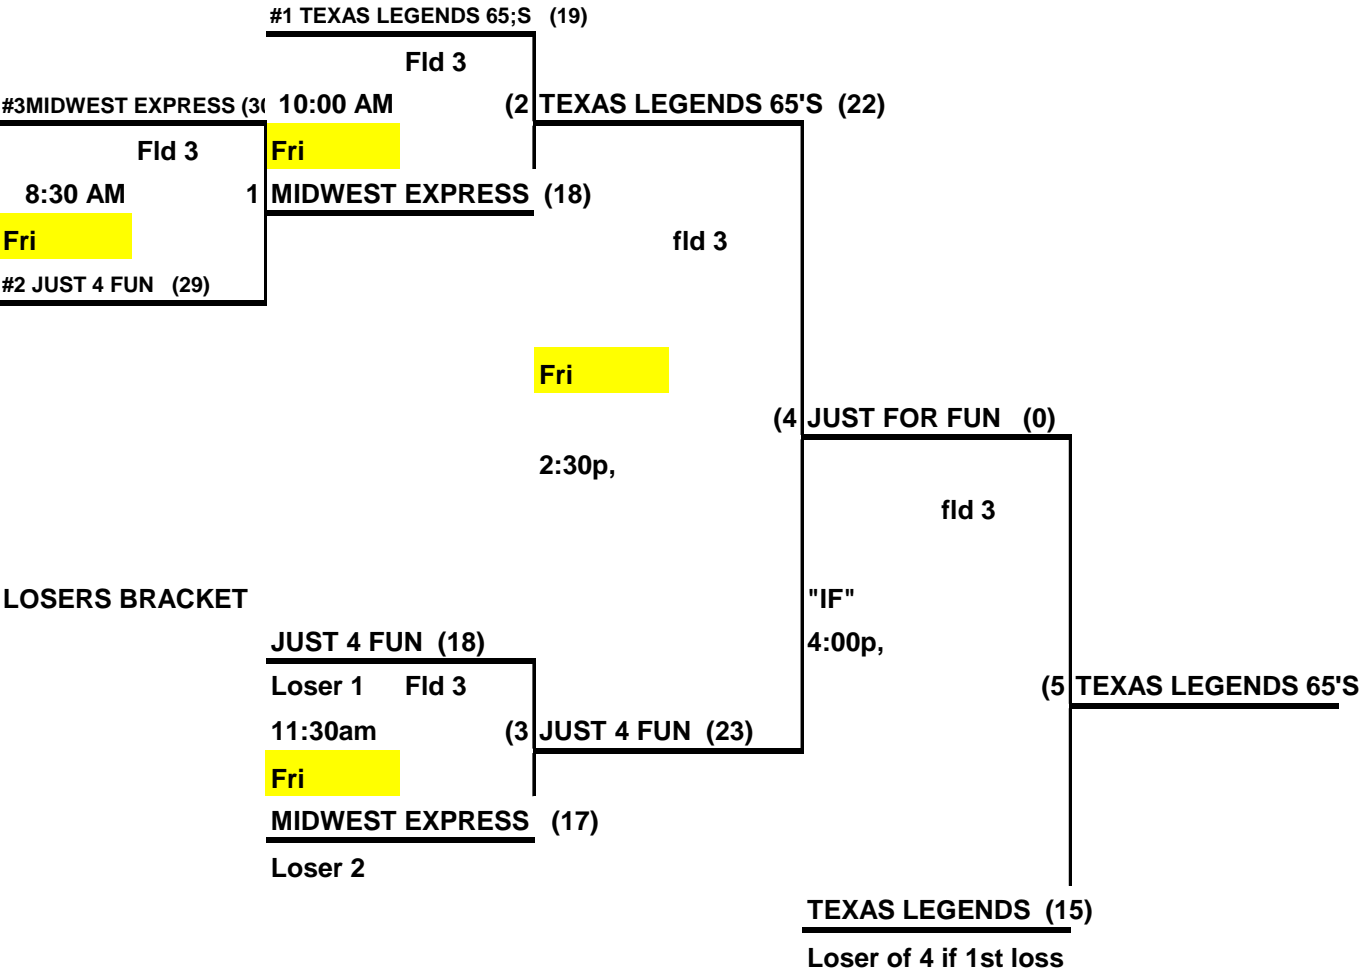 #1 TEXAS LEGENDS 65;S (19)
Fld 3
#3MIDWEST EXPRESS (30 10:00 AM (2 TEXAS LEGENDS 65'S (22)
Fld 3 Fri
8:30 AM 1 MIDWEST EXPRESS (18)
Fri fld 3
#2 JUST 4 FUN (29)
Fri
(4 JUST FOR FUN (0)
2:30p,
fld 3
LOSERS BRACKET "IF"
JUST 4 FUN (18) 4:00p,
Loser 1 Fld 3 (5 TEXAS LEGENDS 65'S
11:30am (3 JUST 4 FUN (23)
Fri
MIDWEST EXPRESS (17)
Loser 2
TEXAS LEGENDS (15)
Loser of 4 if 1st loss